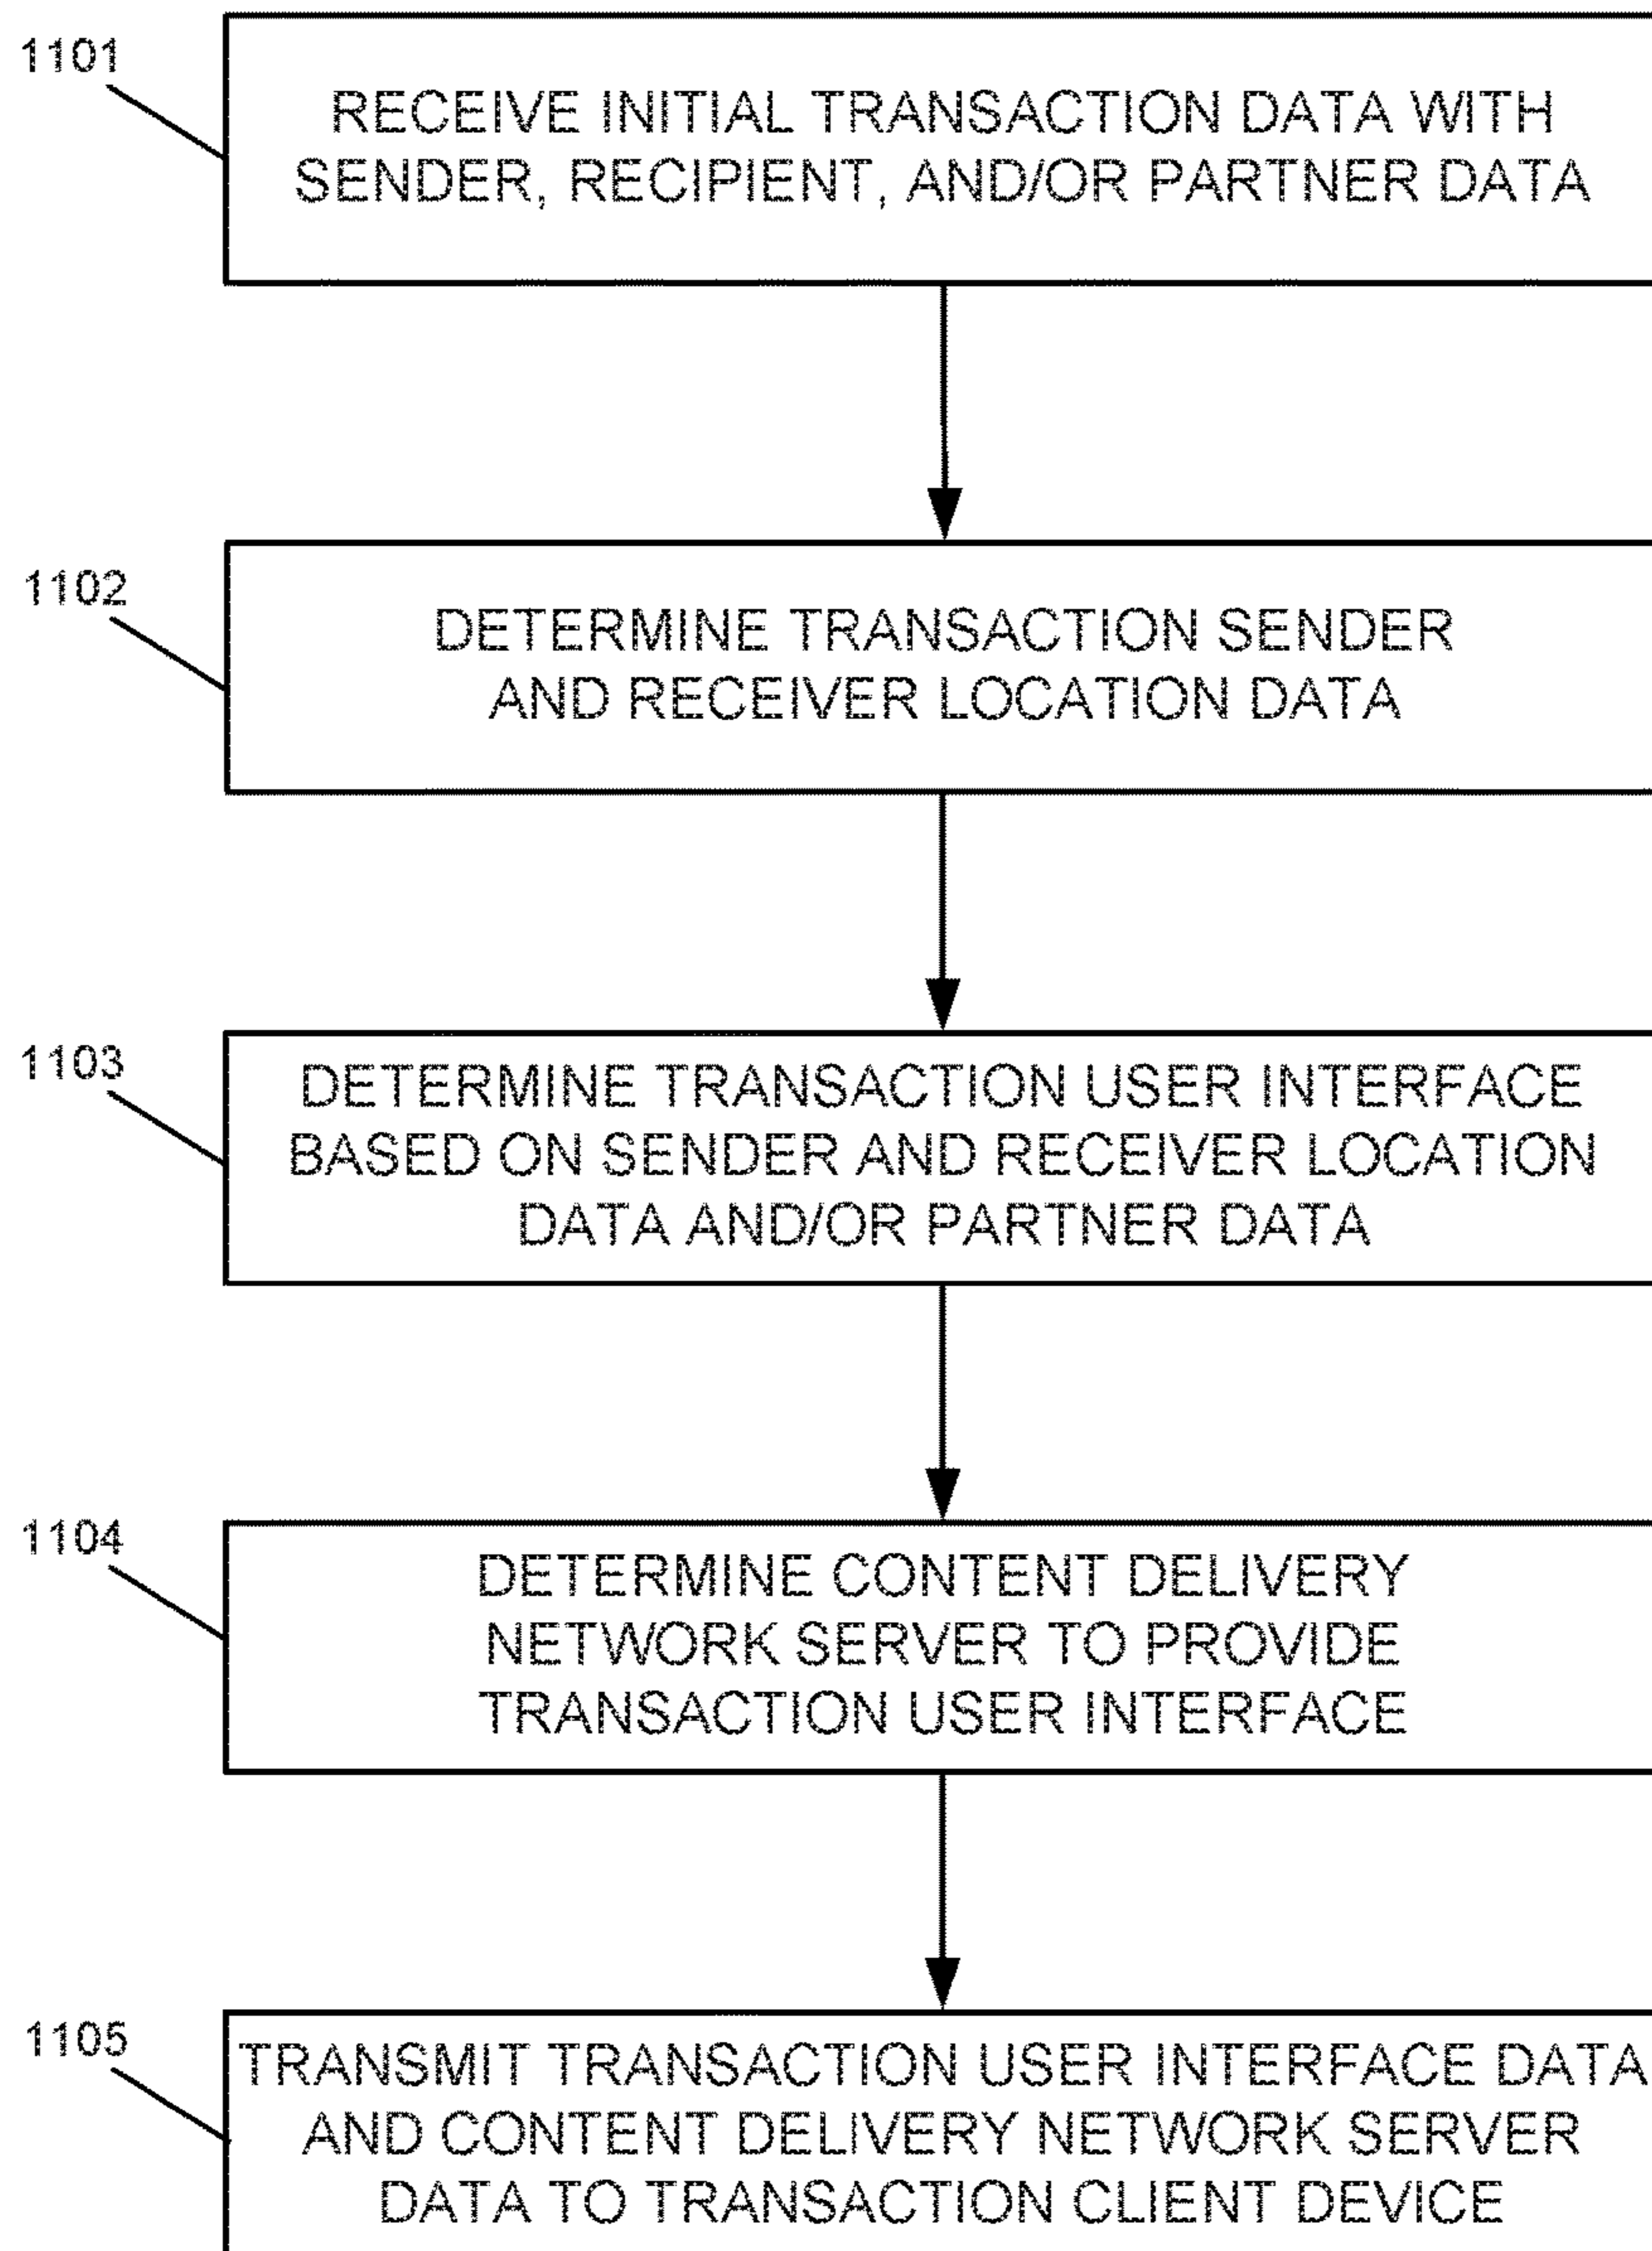 1101
RECEIVE INITIAL TRANSACTION DATA WITH
SENDER, RECIPIENT, AND/OR PARTNER DATA
1102
DETERMINE TRANSACTION SENDER
AND RECEIVER LOCATION DATA
1103
DETERMINE TRANSACTION USER INTERFACE
BASED ON SENDER AND RECEIVER LOCATION
DATA AND/OR PARTNER DATA
1104
DETERMINE CONTENT DELIVERY
NETWORK SERVER TO PROVIDE
TRANSACTION USER INTERFACE
1105
TRANSMIT TRANSACTION USER INTERFACE DATA
AND CONTENT DELIVERY NETWORK SERVER
DATA TO TRANSACTION CLIENT DEVICE